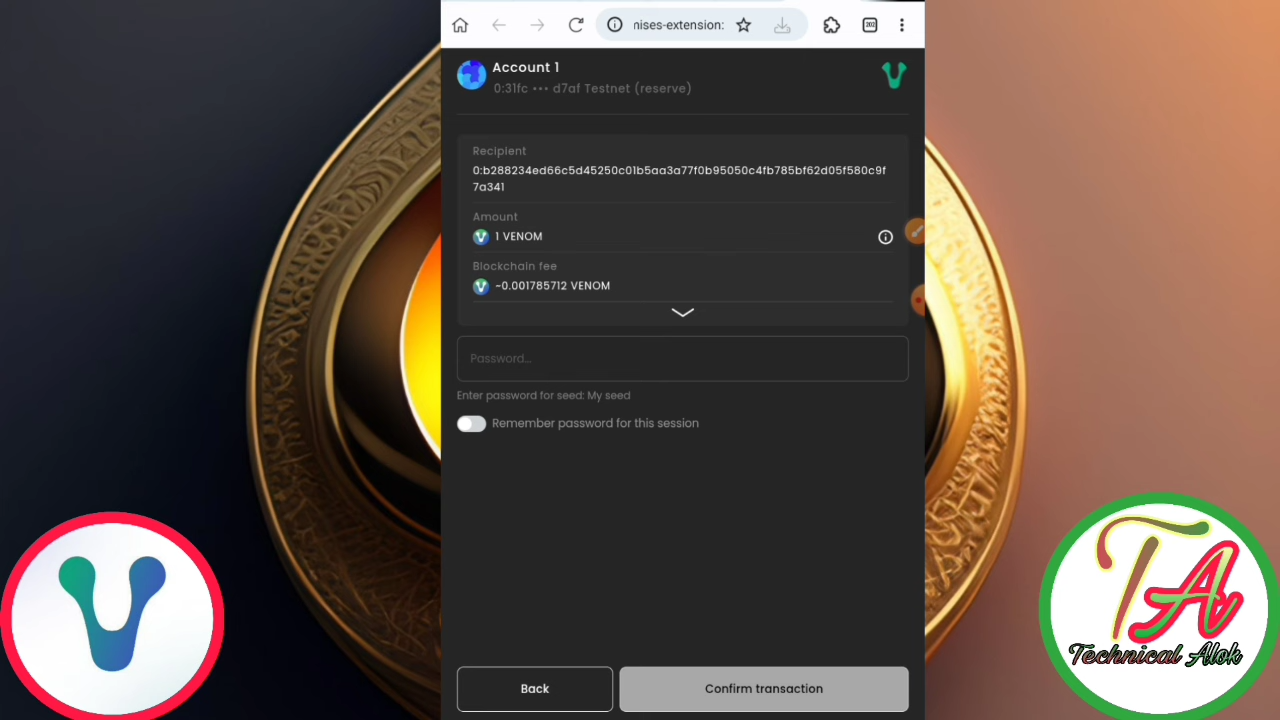 nises-extension:
202
Account 1
0:31fc ••• d7af Testnet (reserve)
Recipient
0:b288234ed66c5d45250c01b5aa3a77f0b95050c4fb785bf62d05f580c9f
7a341
Amount
1 VENOM
Blockchain fee
-0.001785712 VENOM
Password...
Enter password for seed: My seed
Remember password for this session
Back
Confirm transaction
TA
Technical Alok